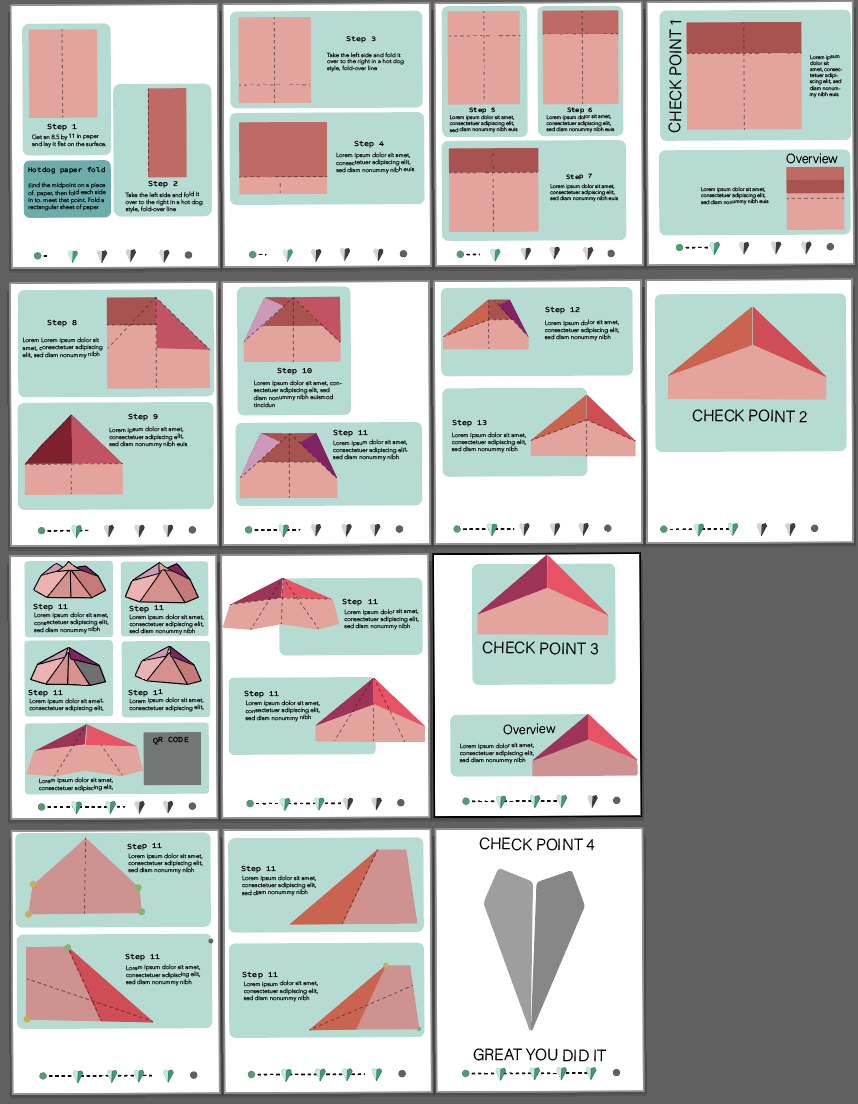 Step 1
Get an 8.5 by 11 in paper
and lay it flat on the surface.
Hotdog paper fold
Find the midpoint on a piece
of. paper, then fold each side
in to. meet that point. Fold a
rectangular sheet of paper
Step 2
Take the left side and fold it
over to the right in a hot dog
style, fold-over line
Step 3
Take the left side and fold it
over to the right in a hot dog
style, fold-over line
Step 4
Lorem ipsum dolor sit amet,
consectetuer adipiscing elit,
sed diam nonummy nibh euis
Step 5
Lorem ipsum dolor sit amet,
consectetuer adipiscing elit,
sed diam nonummy nibh euis
Step 6
Lorem ipsum dolor sit amet,
consectetuer adipiscing elit,
sed diam nonummy nibh euis
Step 7
Lorem ipsum dolor sit amet,
consectetuer adipiscing elit,
sed diam nonummy nibh euis
CHECK POINT 1
Lorem ipsum
dolor sit
amet,
consec-
tetuer adipi-
scing elit,
sed diam
nonum-
my nibh euis
Overview
Lorem ipsum dolor sit amet,
consectetuer adipiscing elit,
sed diam nonummy nibh euis
Step 8
Lorem Lorem ipsum dolor sit
amet, consectetuer adipiscing
elit, sed diam nonummy nibh
Step 9
Lorem ipsum dolor sit amet,
consectetuer adipiscing elit,
sed diam nonummy nibh euis
Step 10
Lorem ipsum dolor sit amet, con-
sectetuer adipiscing elit, sed
diam nonummy nibh euismod
tincidun
Step 11
Lorem ipsum dolor sit amet,
consectetuer adipiscing elit,
sed diam nonummy nibh
Step 12
Lorem ipsum dolor sit amet,
consectetuer adipiscing elit,
sed diam nonummy nibh
Step 13
Lorem ipsum dolor sit amet,
consectetuer adipiscing elit,
sed diam nonummy nibh
CHECK POINT 2
Step 11
Lorem ipsum dolor sit amet,
consectetuer adipiscing elit,
sed diam nonummy nibh
Step 11
Lorem ipsum dolor sit amet,
consectetuer adipiscing elit,
sed diam nonummy nibh
Step 11
Lorem ipsum dolor sit amet,
consectetuer adipiscing elit,
Step 11
Lorem ipsum dolor sit amet,
consectetuer adipiscing elit,
QR CODE
Lorem ipsum dolor sit amet,
consectetuer adipiscing elit,
Step 11
Lorem ipsum dolor sit amet,
consectetuer adipiscing elit,
sed diam nonummy nibh
Step 11
Lorem ipsum dolor sit amet,
consectetuer adipiscing elit,
sed diam nonummy nibh
CHECK POINT 3
Overview
Lorem ipsum dolor sit amet,
consectetuer adipiscing elit,
sed diam nonummy nibh
Step 11
Lorem ipsum dolor sit amet,
consectetuer adipiscing elit,
sed diam nonummy nibh
Step 11
Lorem ipsum dolor sit amet,
consectetuer adipiscing elit,
sed diam nonummy nibh
Step 11
Lorem ipsum dolor sit amet,
consectetuer adipiscing elit,
sed diam nonummy nibh
Step 11
Lorem ipsum dolor sit amet,
consectetuer adipiscing elit,
sed diam nonummy nibh
CHECK POINT 4
GREAT YOU DID IT